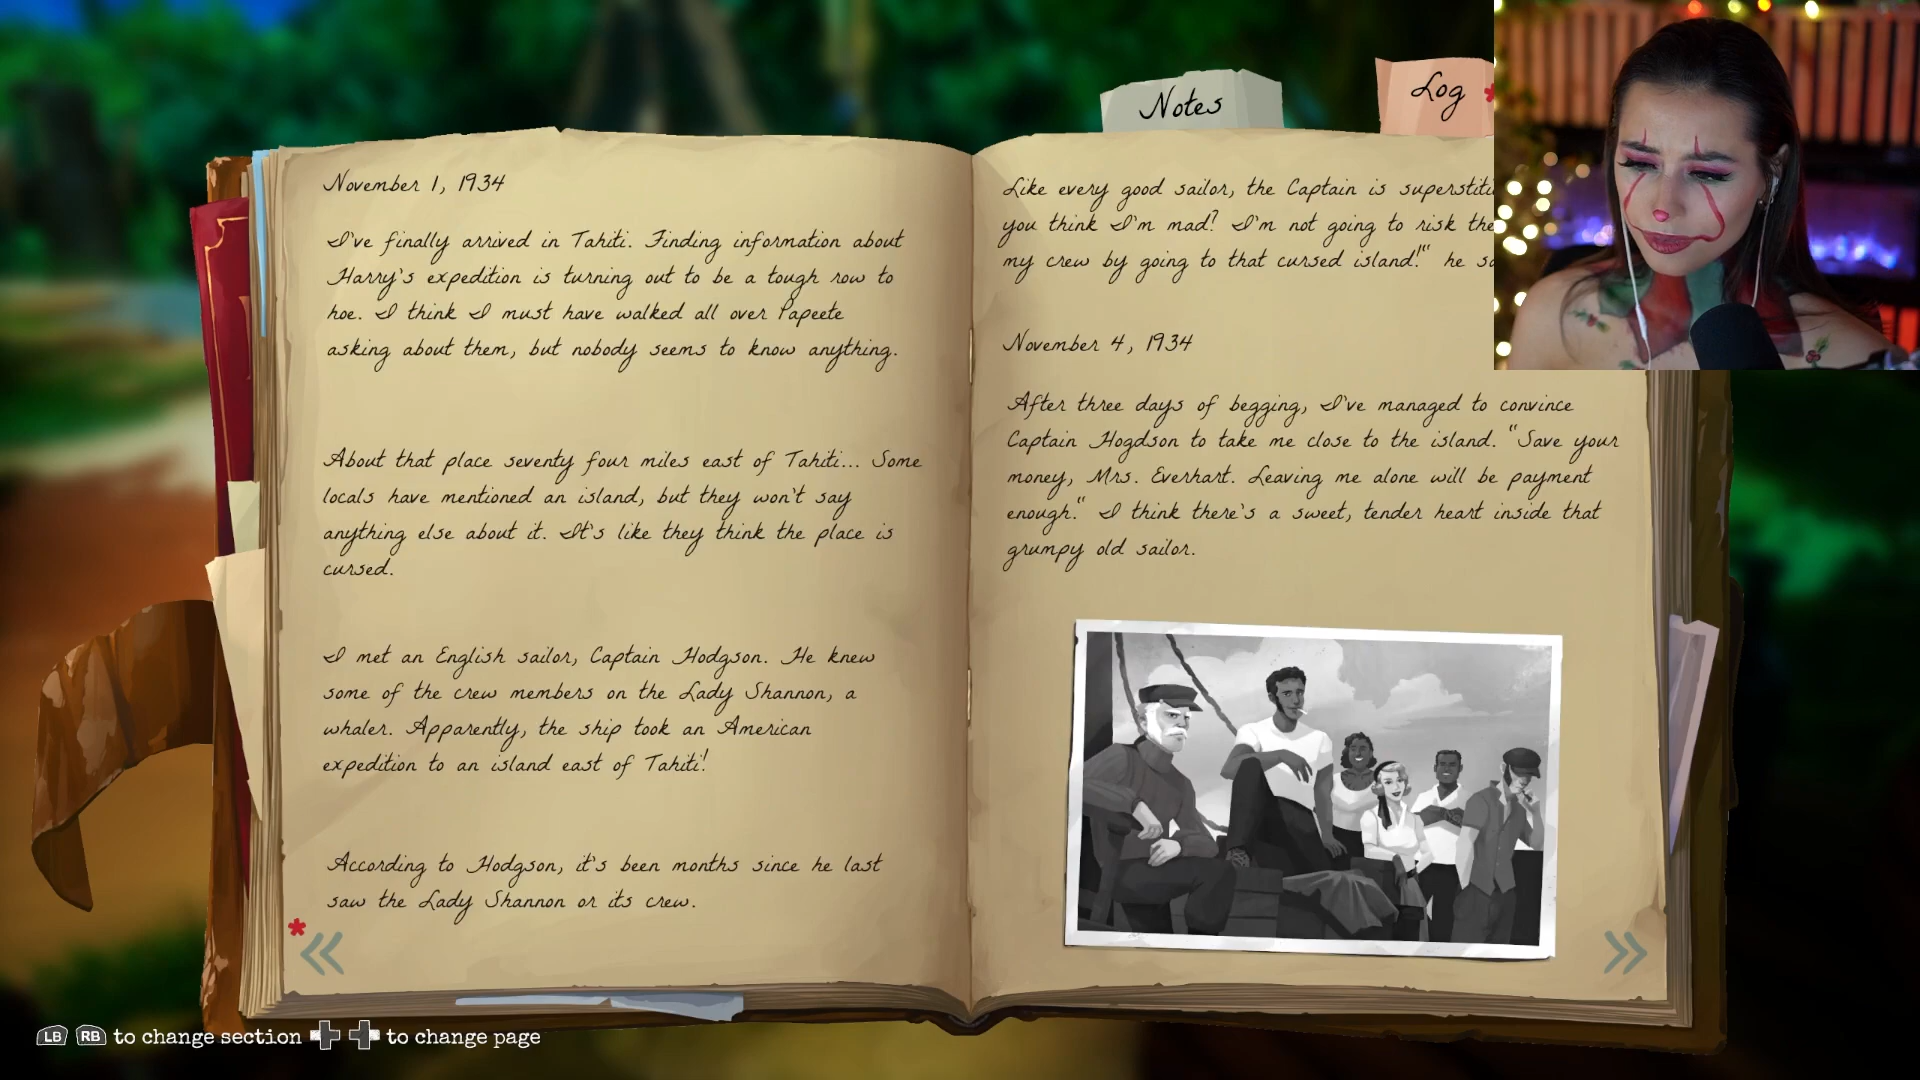 Notes
Log
November 1, 1934
I've finally arrived in Tahiti. Finding information about
Harry's expedition is turning out to be a tough row to
hoe. I think I must have walked all over Papeete
asking about them, but nobody seems to know anything.
About that place seventy four miles east of Tahiti... Some
locals have mentioned an island, but they won't say
anything else about it. It's like they think the place is
cursed.
I met an English sailor, Captain Hodgson. He knew
some of the crew members on the Lady Shannon, a
whaler. Apparently, the ship took an American
expedition to an island east of Tahiti!
According to Hodgson, it's been months since he last
saw the Lady Shannon or its crew.
Like every good sailor, the Captain is superstiti
you think I'm mad? I'm not going to risk the
my crew by going to that cursed island!" he s
November 4, 1934
After three days of begging, I've managed to convince
Captain Hogdson to take me close to the island. "Save your
money, Mrs. Everhart. Leaving me alone will be payment
enough." I think there's a sweet, tender heart inside that
grumpy old sailor.
LB RB to change section to change page